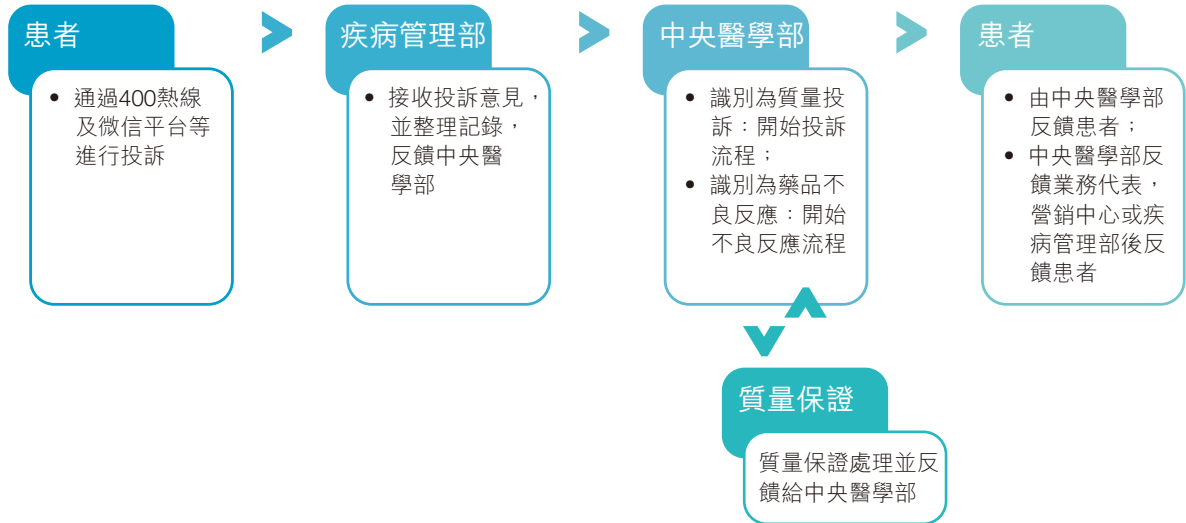 患者
通過400熱線
及微信平台等
進行投訴
疾病管理部
接收投訴意見，
並整理記錄，
反饋中央醫
學部
中央醫學部
識別為質量投
訴：開始投訴
流程；
識別為藥品不
良反應：開始
不良反應流程
患者
由中央醫學部
反饋患者；
中央醫學部反
饋業務代表，
營銷中心或疾
病管理部後反
饋患者
質量保證
質量保證處理並反
饋給中央醫學部